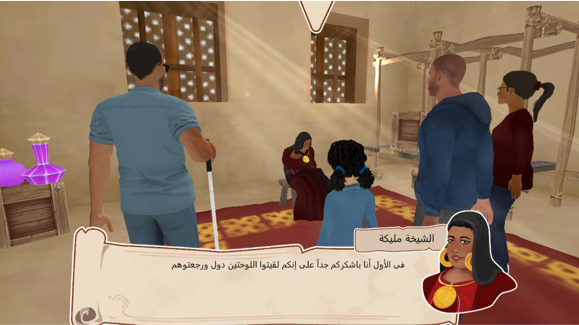 الشيخة مليكة
في الأول أنا باشكركم جداً على إنكم لقيتوا اللوحتين دول ورجعتوهم